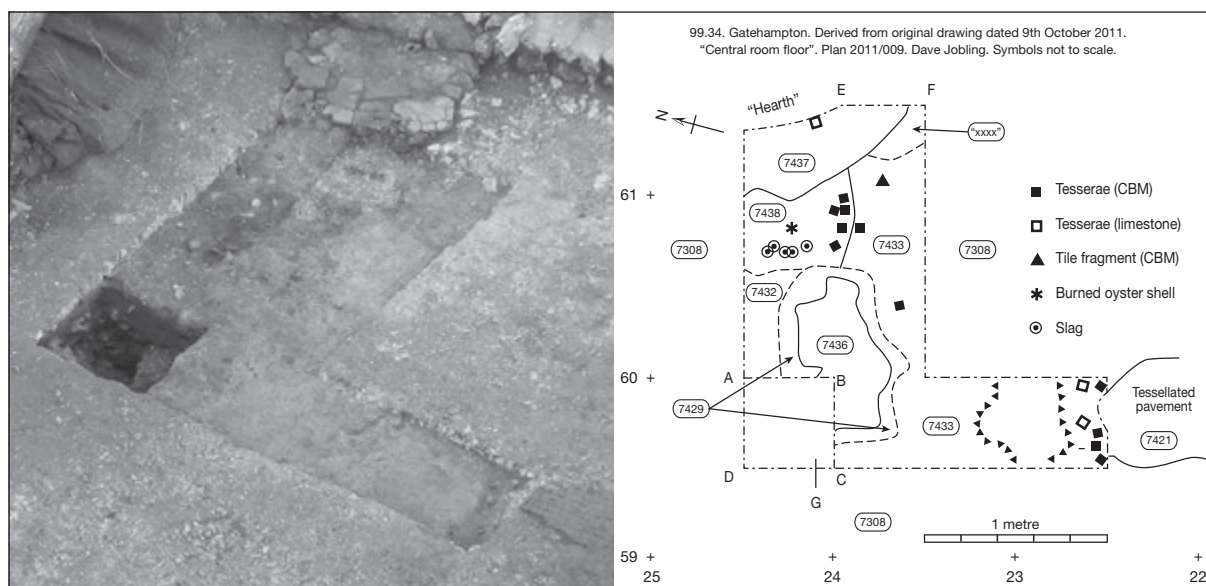 99.34. Gatehampton. Derived from original drawing dated 9th October 2011.
"Central room floor". Plan 2011/009. Dave Jobling. Symbols not to scale.
E
F
"Hearth"
N
"xxxx"
7437
61
Tesserae (CBM)
7438
Tesserae (limestone)
7308
7433
7308
Tile fragment (CBM)
7432
Burned oyster shell
Slag
7436
60
A
B
Tessellated
pavement
7429
7433
7421
D
C
G
7308
1 metre
59
25
24
23
22